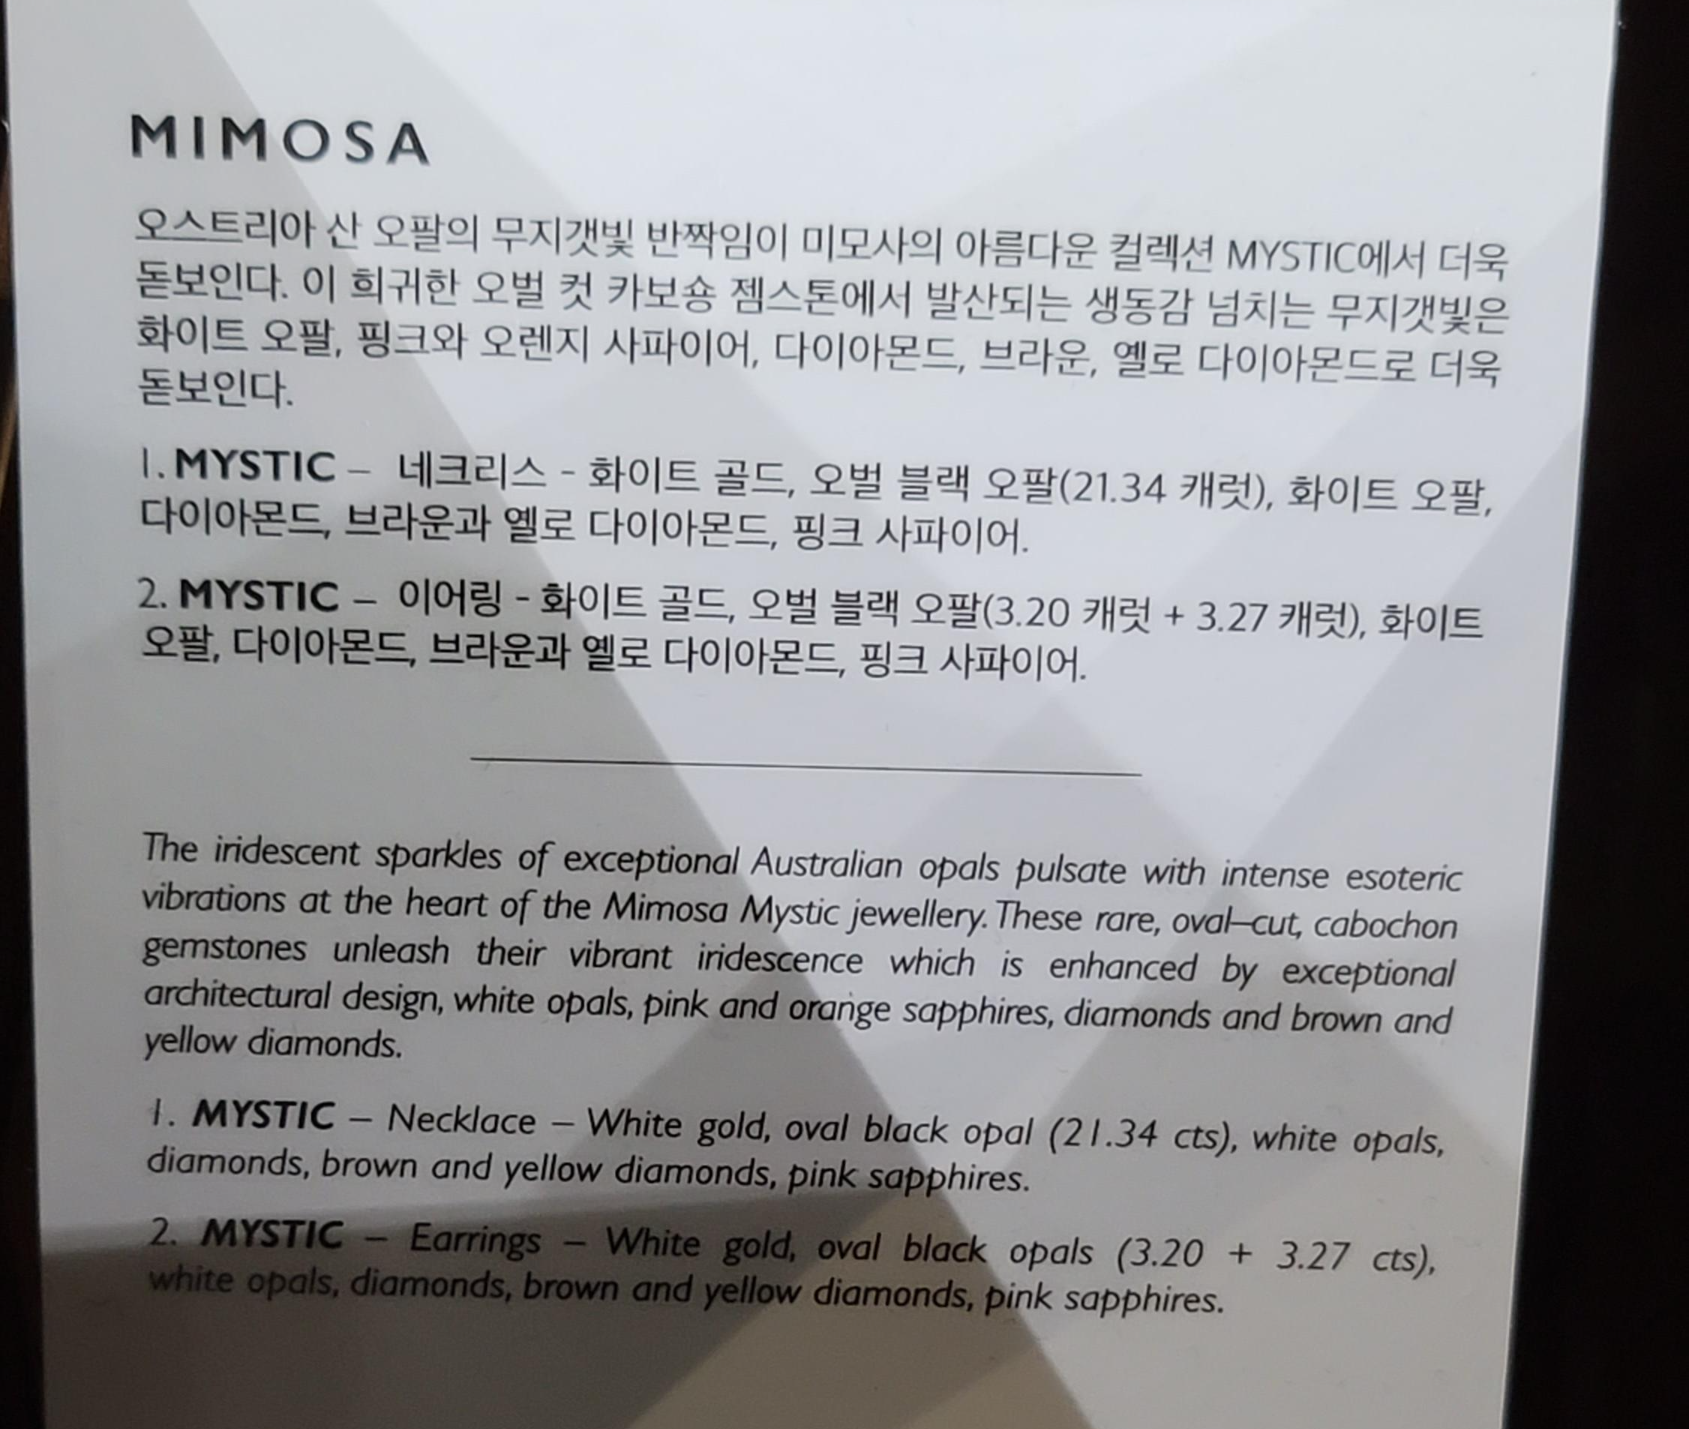 MIMOSA
오스트리아 산 오팔의 무지갯빛 반짝임이 미모사의 아름다운 컬렉션 MYSTIC에서 더욱
돋보인다. 이 희귀한 오벌 컷 카보숑 젬스톤에서 발산되는 생동감 넘치는 무지갯빛은
화이트 오팔, 핑크와 오렌지 사파이어, 다이아몬드, 브라운, 옐로 다이아몬드로 더욱
돋보인다.
1. MYSTIC – 네크리스 - 화이트 골드, 오벌 블랙 오팔(21.34 캐럿), 화이트 오팔,
다이아몬드, 브라운과 옐로 다이아몬드, 핑크 사파이어.
2. MYSTIC – 이어링 - 화이트 골드, 오벌 블랙 오팔(3.20 캐럿 + 3.27 캐럿), 화이트
오팔, 다이아몬드, 브라운과 옐로 다이아몬드, 핑크 사파이어.
The iridescent sparkles of exceptional Australian opals pulsate with intense esoteric
vibrations at the heart of the Mimosa Mystic jewellery. These rare, oval–cut, cabochon
gemstones unleash their vibrant iridescence which is enhanced by exceptional
architectural design, white opals, pink and orange sapphires, diamonds and brown and
yellow diamonds.
1. MYSTIC – Necklace – White gold, oval black opal (21.34 cts), white opals,
diamonds, brown and yellow diamonds, pink sapphires.
2. MYSTIC – Earrings – White gold, oval black opals (3.20 + 3.27 cts),
white opals, diamonds, brown and yellow diamonds, pink sapphires.